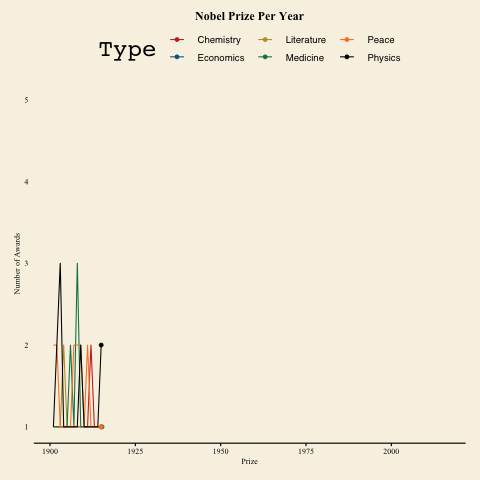 Nobel Prize Per Year
Type
Chemistry Literature Peace
Economics Medicine Physics
5
4
3
2
1
Number of Awards
1900 1925 1950 1975 2000
Prize